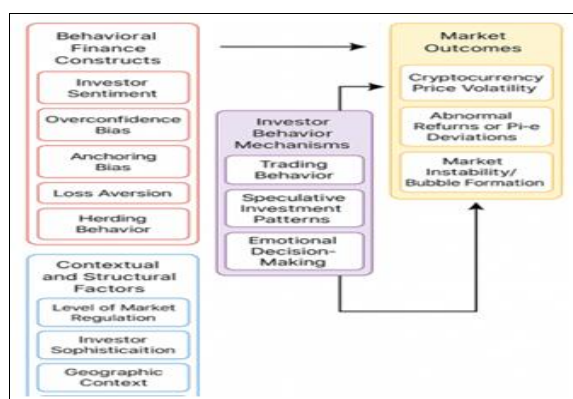 Behavioral
Finance
Constructs
Investor
Sentiment
Overconfidence
Bias
Anchoring
Bias
Loss Aversion
Herding
Behavior
Contextual
and Structural
Factors
Level of Market
Regulation
Investor
Sophisticaition
Geographic
Context
Investor
Behavior
Mechanisms
Trading
Behavior
Speculative
Investment
Patterns
Emotional
Decision-
Making
Market
Outcomes
Cryptocurrency
Price Volatility
Abnormal
Returns or Pi-e
Deviations
Market
Instability/
Bubble Formation